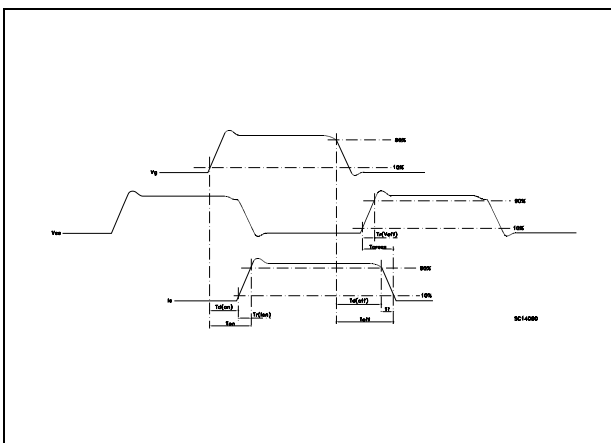 90%
10%
Vg
90%
Vce
10%
Tr(Voff)
Tcross
90%
Ic
10%
Td(on)
Td(off)
Tf
Tr(Ion)
Ton
Toff
SC14080